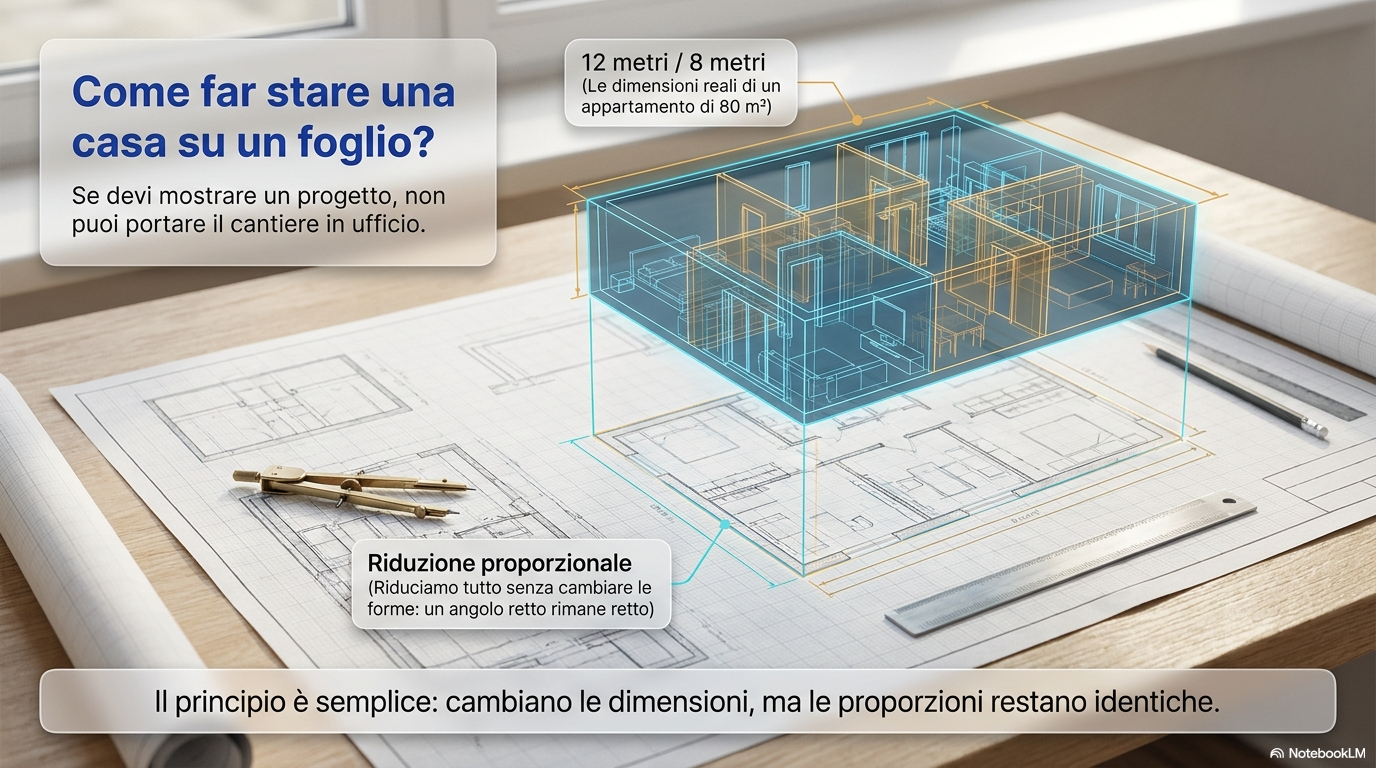 Come far stare una
casa su un foglio?
Se devi mostrare un progetto, non
puoi portare il cantiere in ufficio.
12 metri / 8 metri
(Le dimensioni reali di un
appartamento di 80 m²)
Riduzione proporzionale
(Riduciamo tutto senza cambiare le
forme: un angolo retto rimane retto)
Il principio è semplice: cambiano le dimensioni, ma le proporzioni restano identiche.
NotebookLM